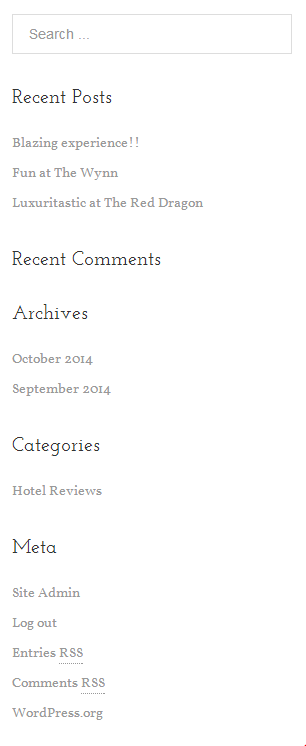 Search ...
Recent Posts
Blazing experience!!
Fun at The Wynn
Luxuritastic at The Red Dragon
Recent Comments
Archives
October 2014
September 2014
Categories
Hotel Reviews
Meta
Site Admin
Log out
Entries RSS
Comments RSS
WordPress.org